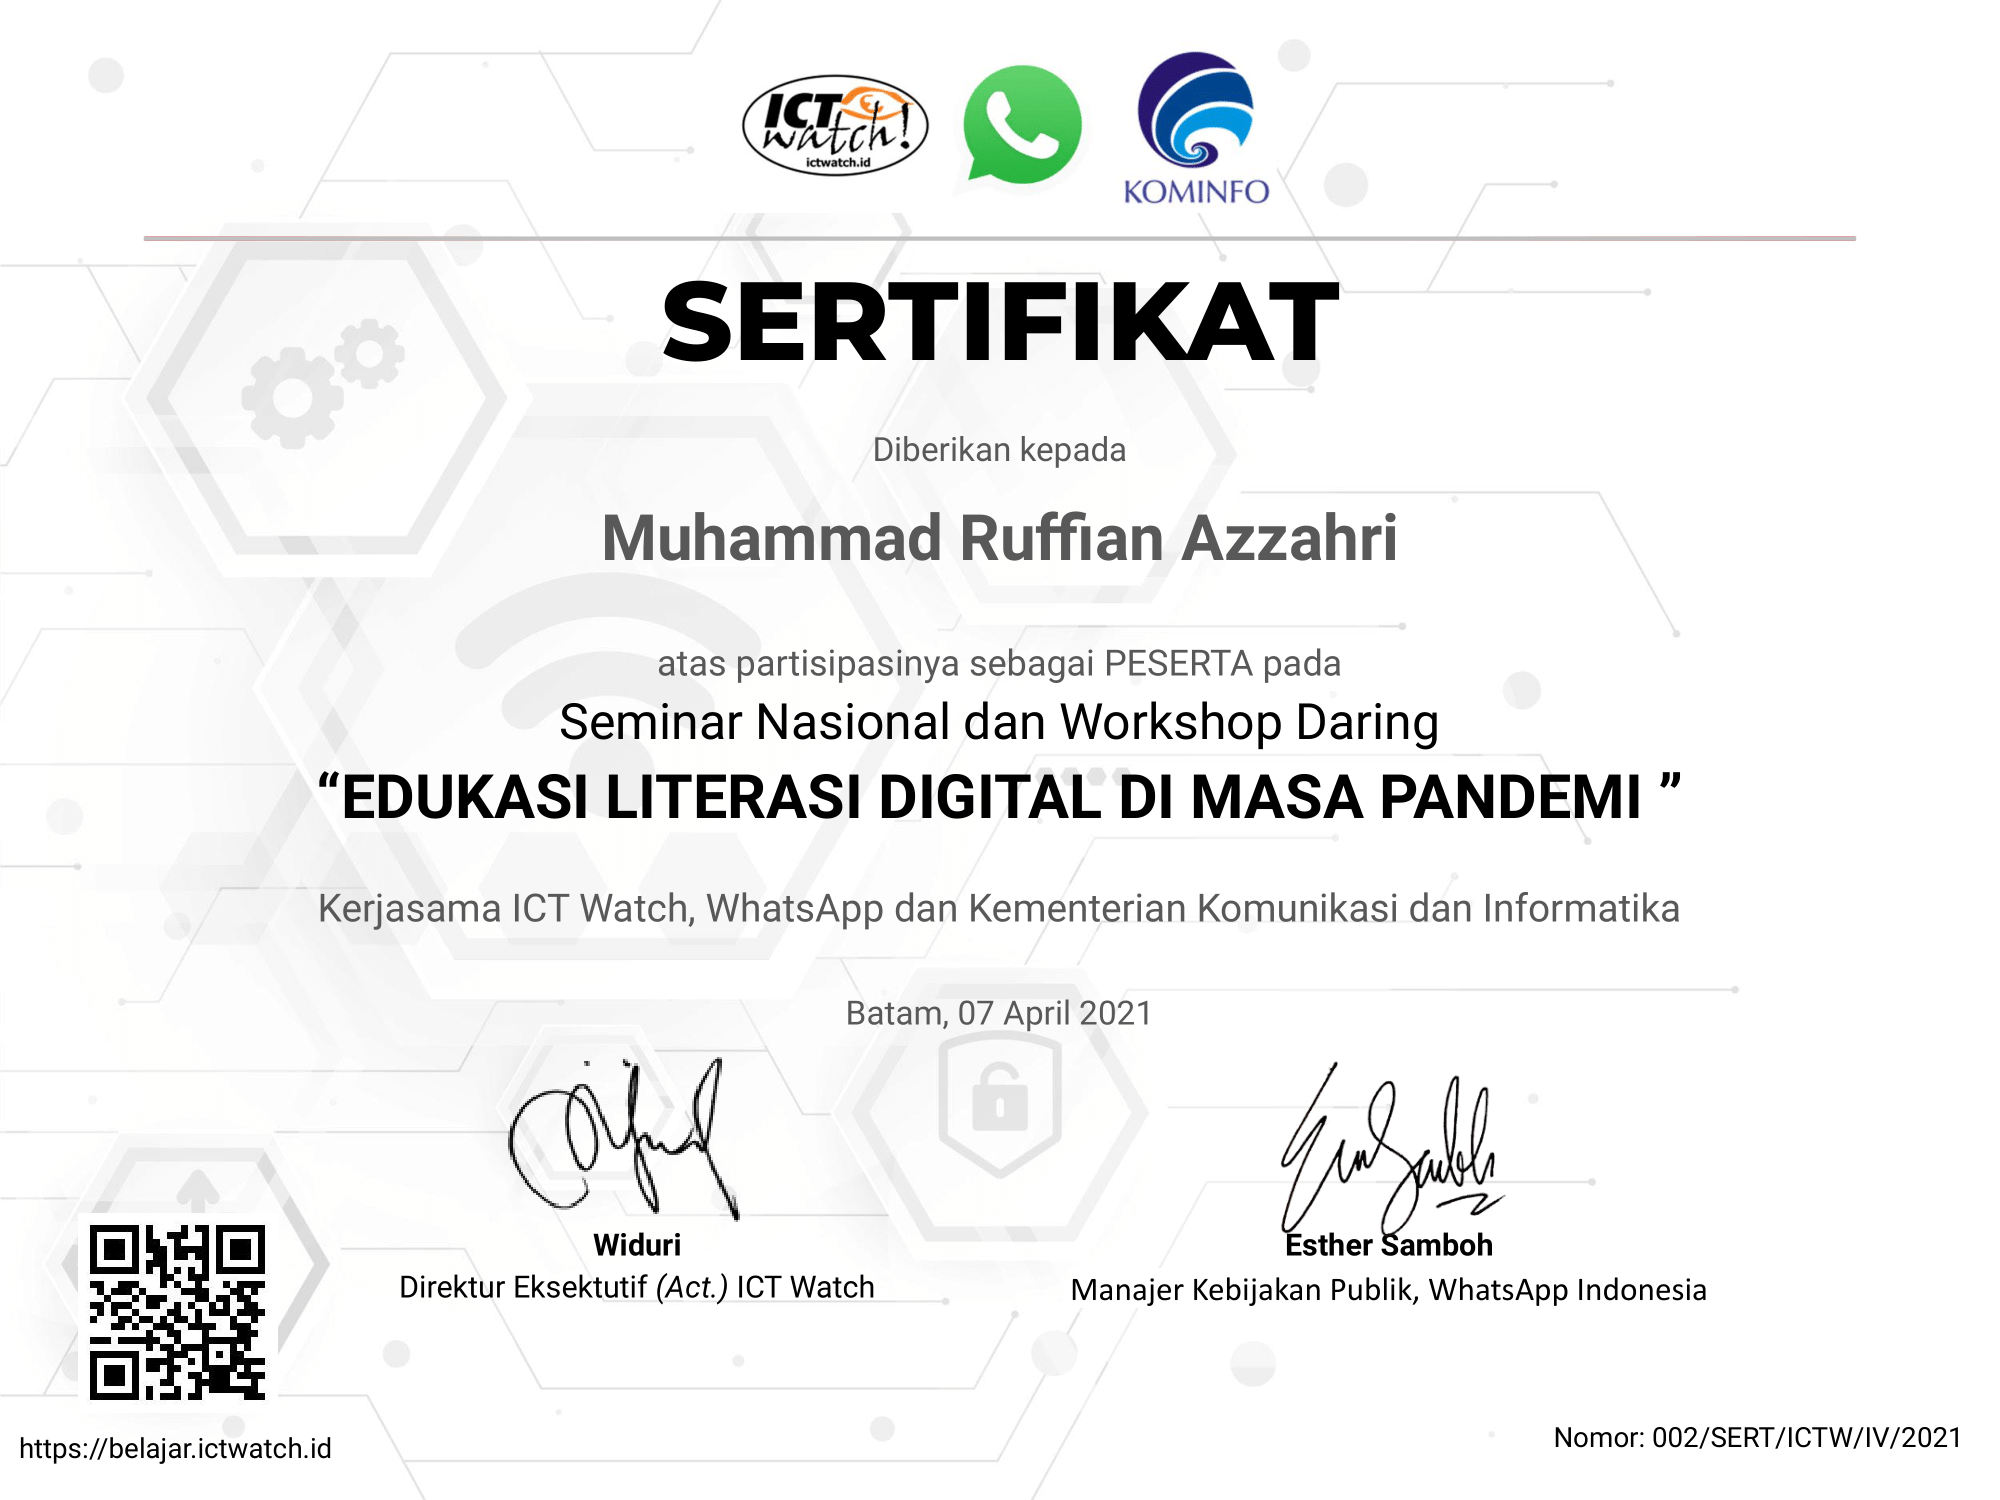 ICT
watch!
ictwatch.id
KOMINFO
SERTIFIKAT
Diberikan kepada
Muhammad Ruffian Azzahri
atas partisipasinya sebagai PESERTA pada
Seminar Nasional dan Workshop Daring
“EDUKASI LITERASI DIGITAL DI MASA PANDEMI ”
Kerjasama ICT Watch, WhatsApp dan Kementerian Komunikasi dan Informatika
Batam, 07 April 2021
Widuri
Direktur Eksektutif (Act.) ICT Watch
Esther Samboh
Manajer Kebijakan Publik, WhatsApp Indonesia
https://belajar.ictwatch.id
Nomor: 002/SERT/ICTW/IV/2021